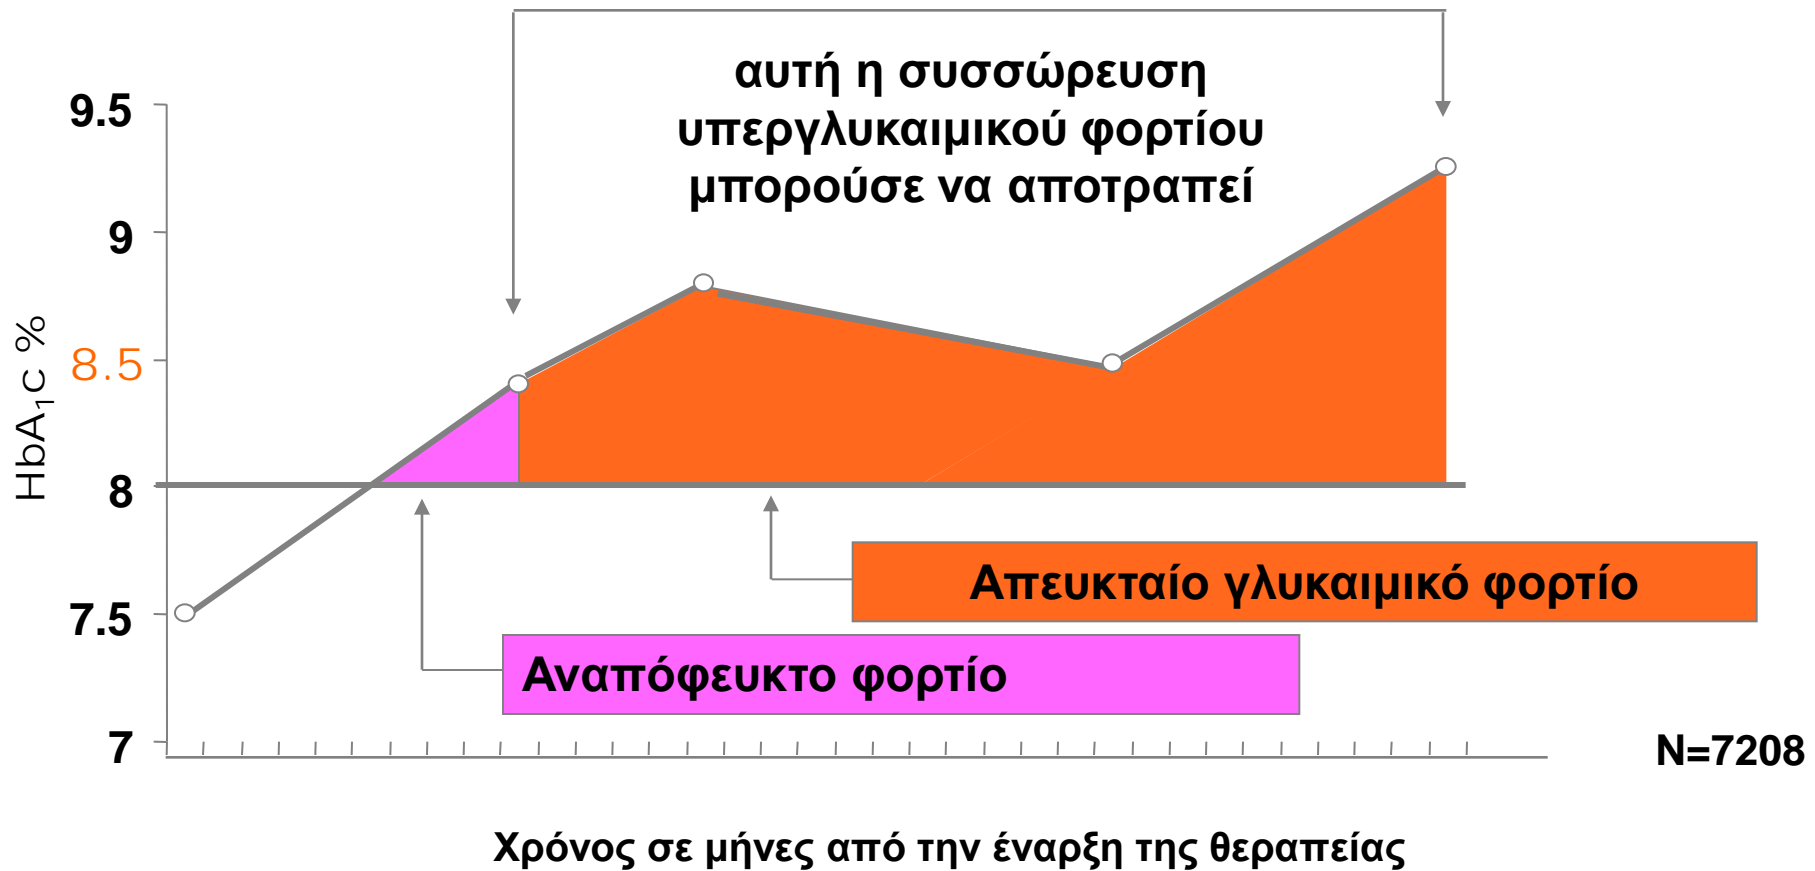 αυτή η συσσώρευση
υπεργλυκαιμικού φορτίου
μπορούσε να αποτραπεί
9.5
9
8.5
8
7.5
7
HbA₁c %
Απευκταίο γλυκαιμικό φορτίο
Αναπόφευκτο φορτίο
N=7208
Χρόνος σε μήνες από την έναρξη της θεραπείας